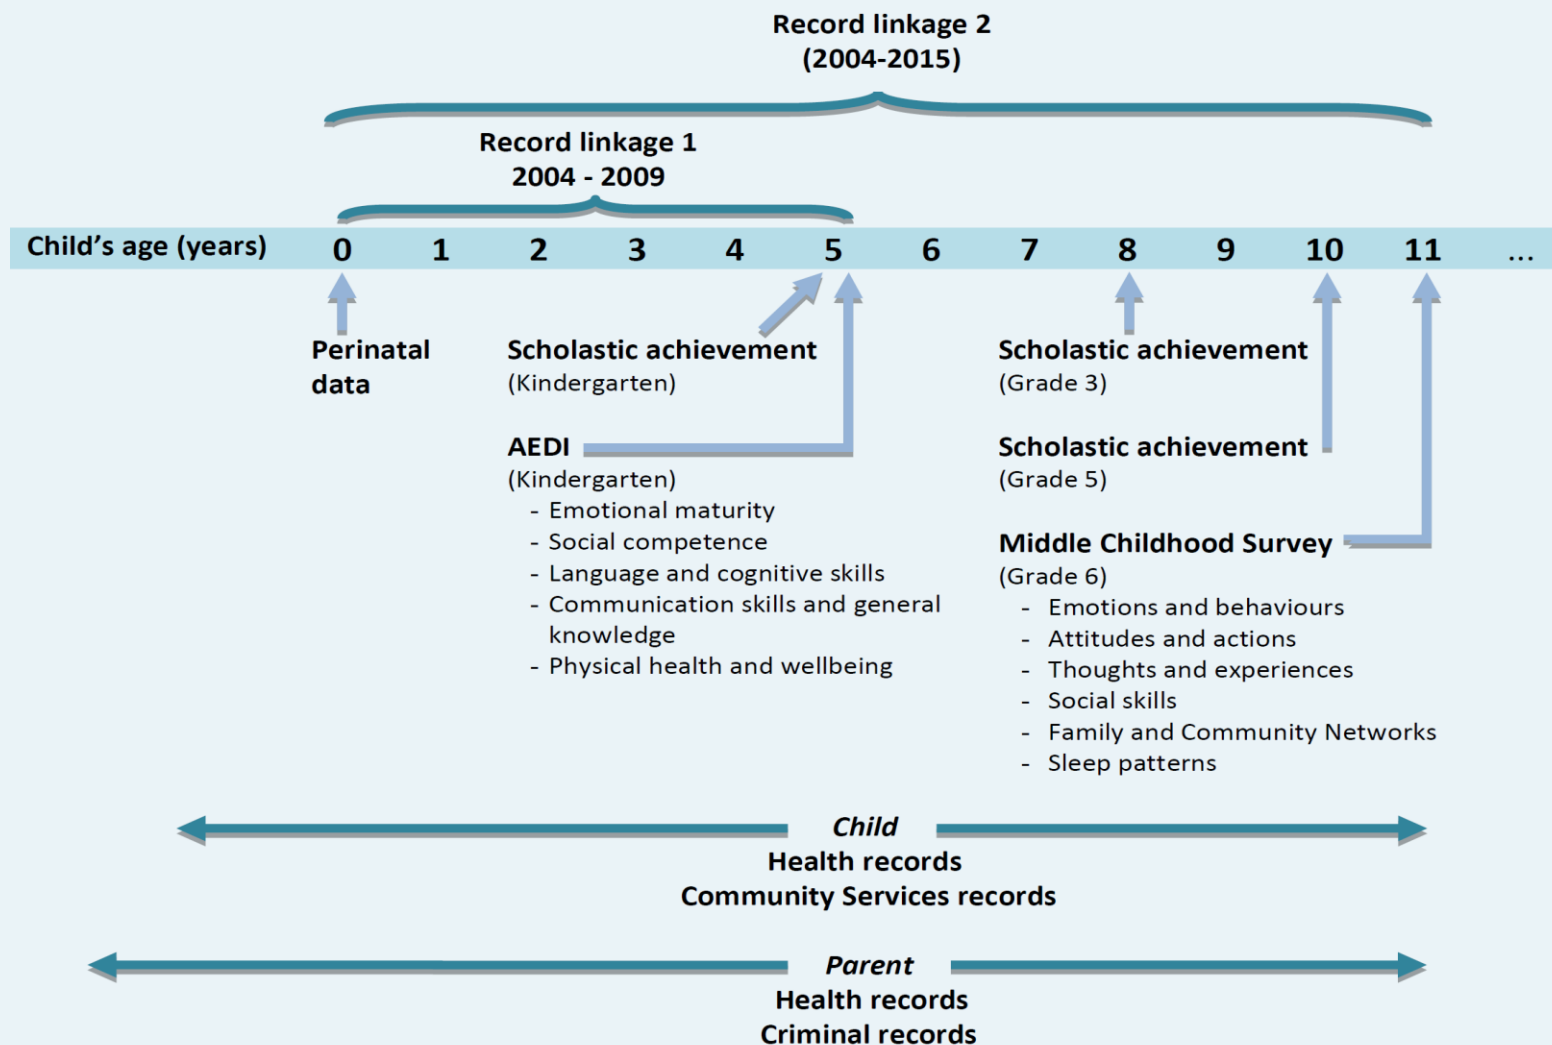 Record linkage 2
(2004-2015)
Record linkage 1
2004 - 2009
Child's age (years) 0 1 2 3 4 5 6 7 8 9 10 11 ...
Perinatal
data
Scholastic achievement
(Kindergarten)
AEDI
(Kindergarten)
- Emotional maturity
- Social competence
- Language and cognitive skills
- Communication skills and general
knowledge
- Physical health and wellbeing
Scholastic achievement
(Grade 3)
Scholastic achievement
(Grade 5)
Middle Childhood Survey
(Grade 6)
- Emotions and behaviours
- Attitudes and actions
- Thoughts and experiences
- Social skills
- Family and Community Networks
- Sleep patterns
Child
Health records
Community Services records
Parent
Health records
Criminal records